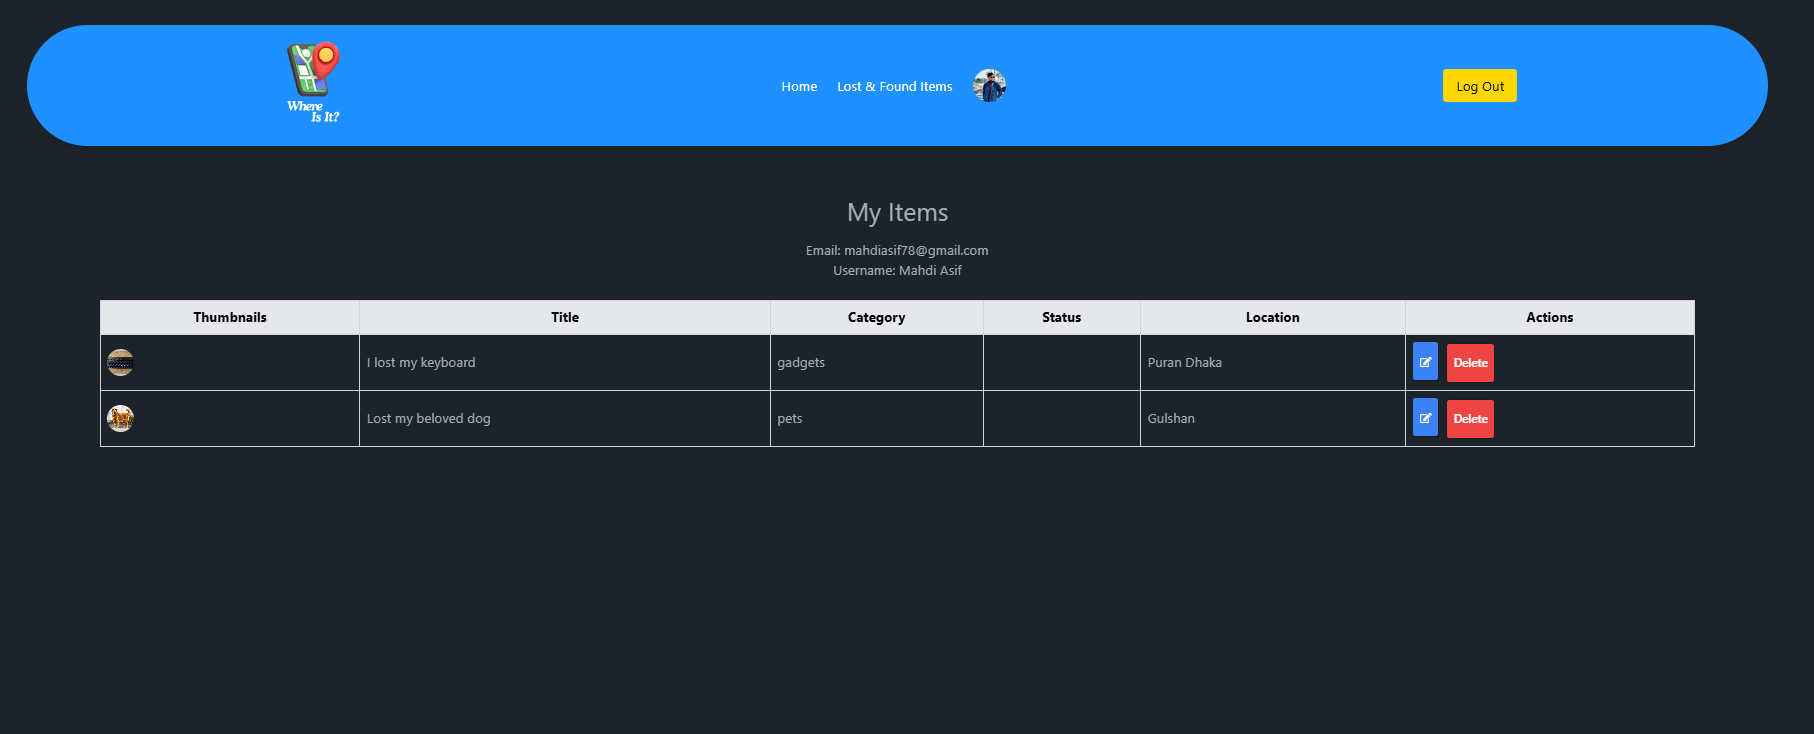 Where
Is It?
Home Lost & Found Items Log Out
My Items
Email: mahdiasif78@gmail.com
Username: Mahdi Asif
Thumbnails Title Category Status Location Actions
I lost my keyboard gadgets Puran Dhaka Delete
Lost my beloved dog pets Gulshan Delete